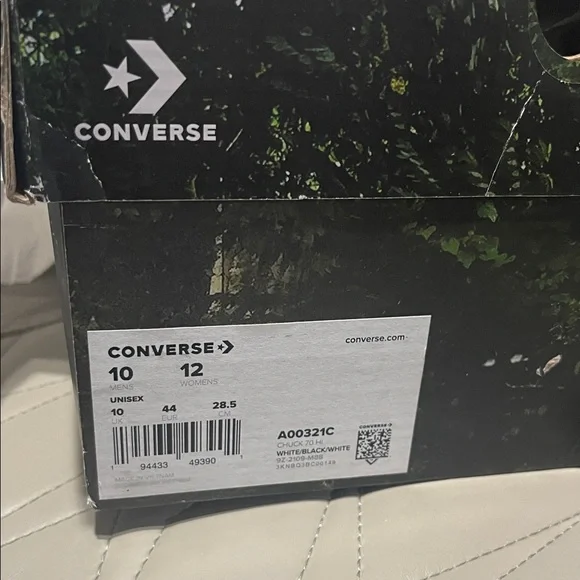 CONVERSE
CONVERSE
converse.com
10 12
MENS WOMENS
UNISEX
10 44 28.5
UK EUR CM
A00321C
CHUCK 70 HI
WHITE/BLACK/WHITE
94433 49390